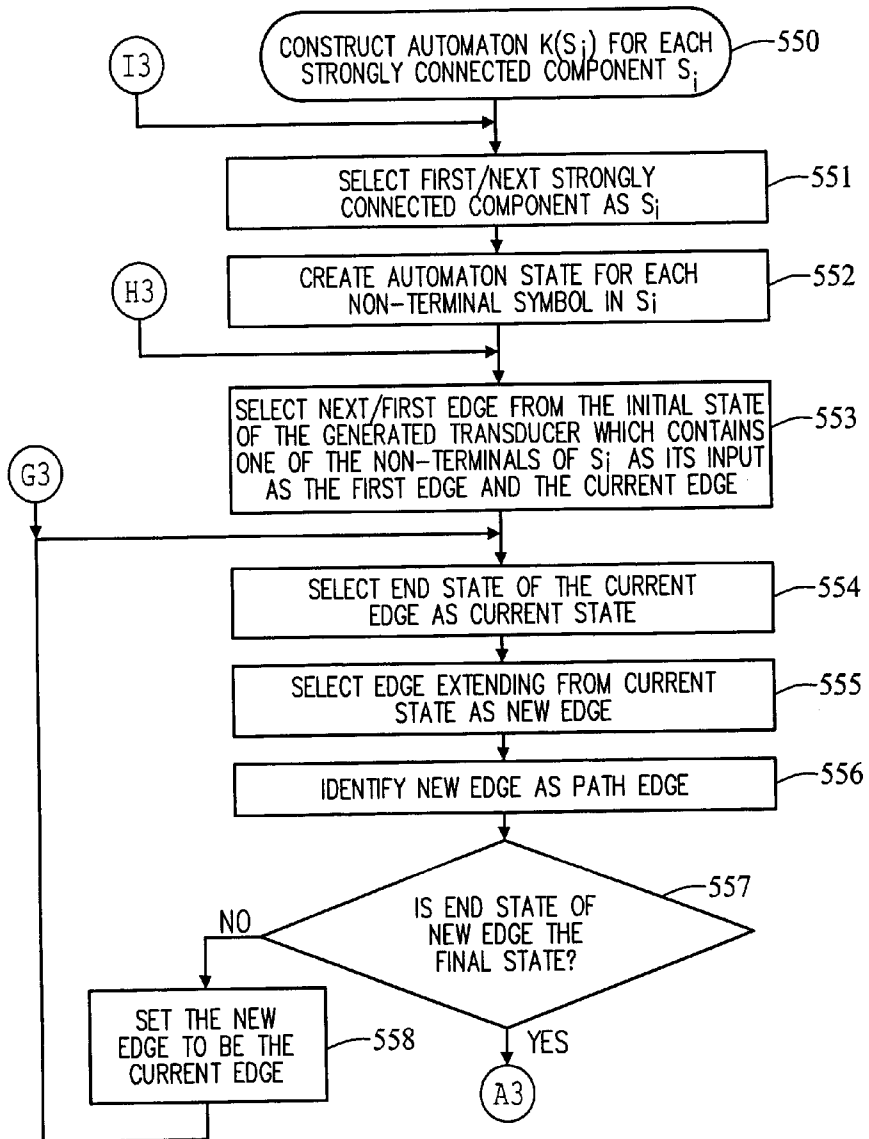 I3
CONSTRUCT AUTOMATON K(Si) FOR EACH
STRONGLY CONNECTED COMPONENT Si
550
SELECT FIRST/NEXT STRONGLY
CONNECTED COMPONENT AS Si
551
H3
CREATE AUTOMATON STATE FOR EACH
NON-TERMINAL SYMBOL IN Si
552
SELECT NEXT/FIRST EDGE FROM THE INITIAL STATE
OF THE GENERATED TRANSDUCER WHICH CONTAINS
ONE OF THE NON-TERMINALS OF Si AS ITS INPUT
AS THE FIRST EDGE AND THE CURRENT EDGE
553
G3
SELECT END STATE OF THE CURRENT
EDGE AS CURRENT STATE
554
SELECT EDGE EXTENDING FROM CURRENT
STATE AS NEW EDGE
555
IDENTIFY NEW EDGE AS PATH EDGE
556
IS END STATE OF
NEW EDGE THE
FINAL STATE?
557
NO
SET THE NEW
EDGE TO BE THE
CURRENT EDGE
558
YES
A3